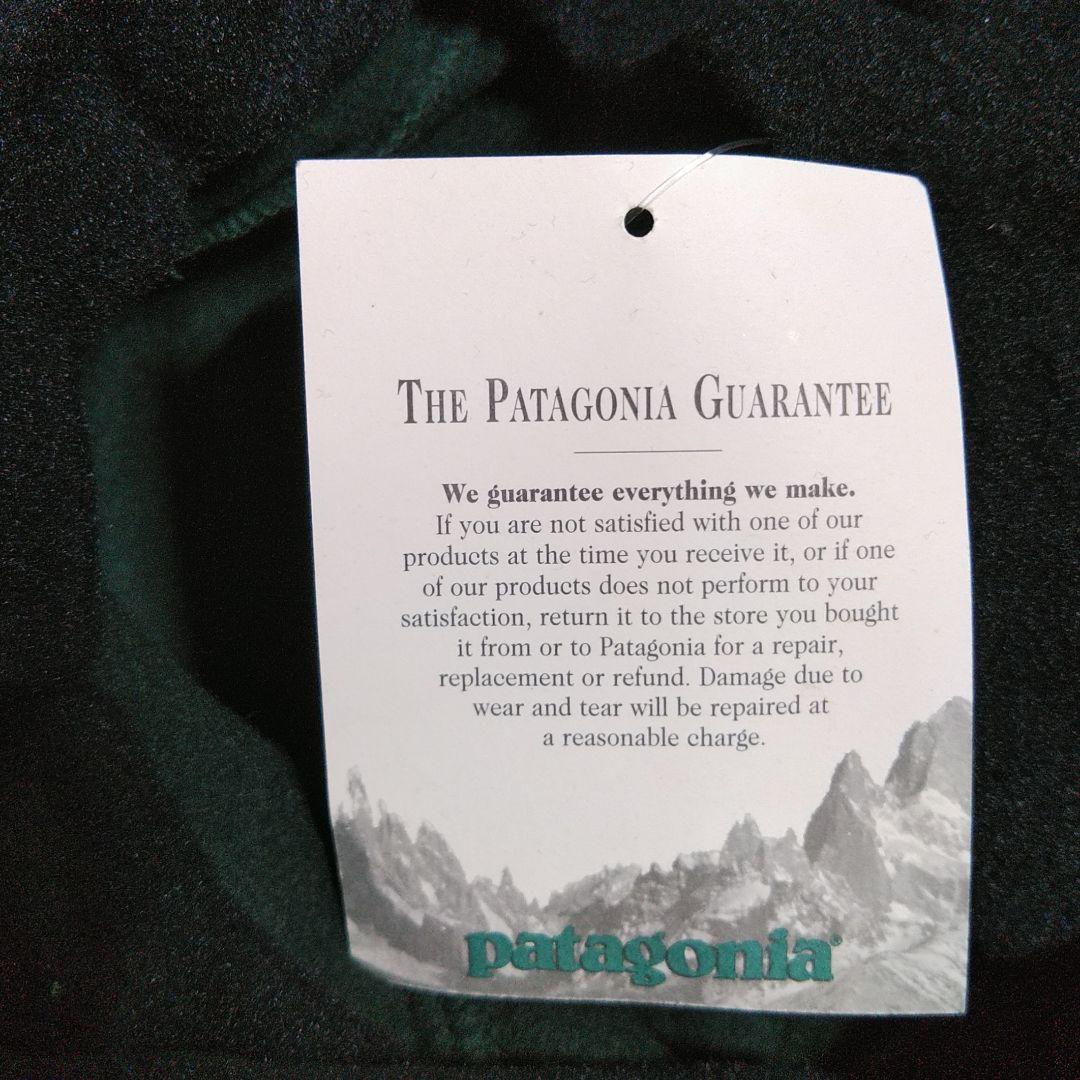 THE PATAGONIA GUARANTEE
We guarantee everything we make.
If you are not satisfied with one of our
products at the time you receive it, or if one
of our products does not perform to your
satisfaction, return it to the store you bought
it from or to Patagonia for a repair,
replacement or refund. Damage due to
wear and tear will be repaired at
a reasonable charge.
patagonia®